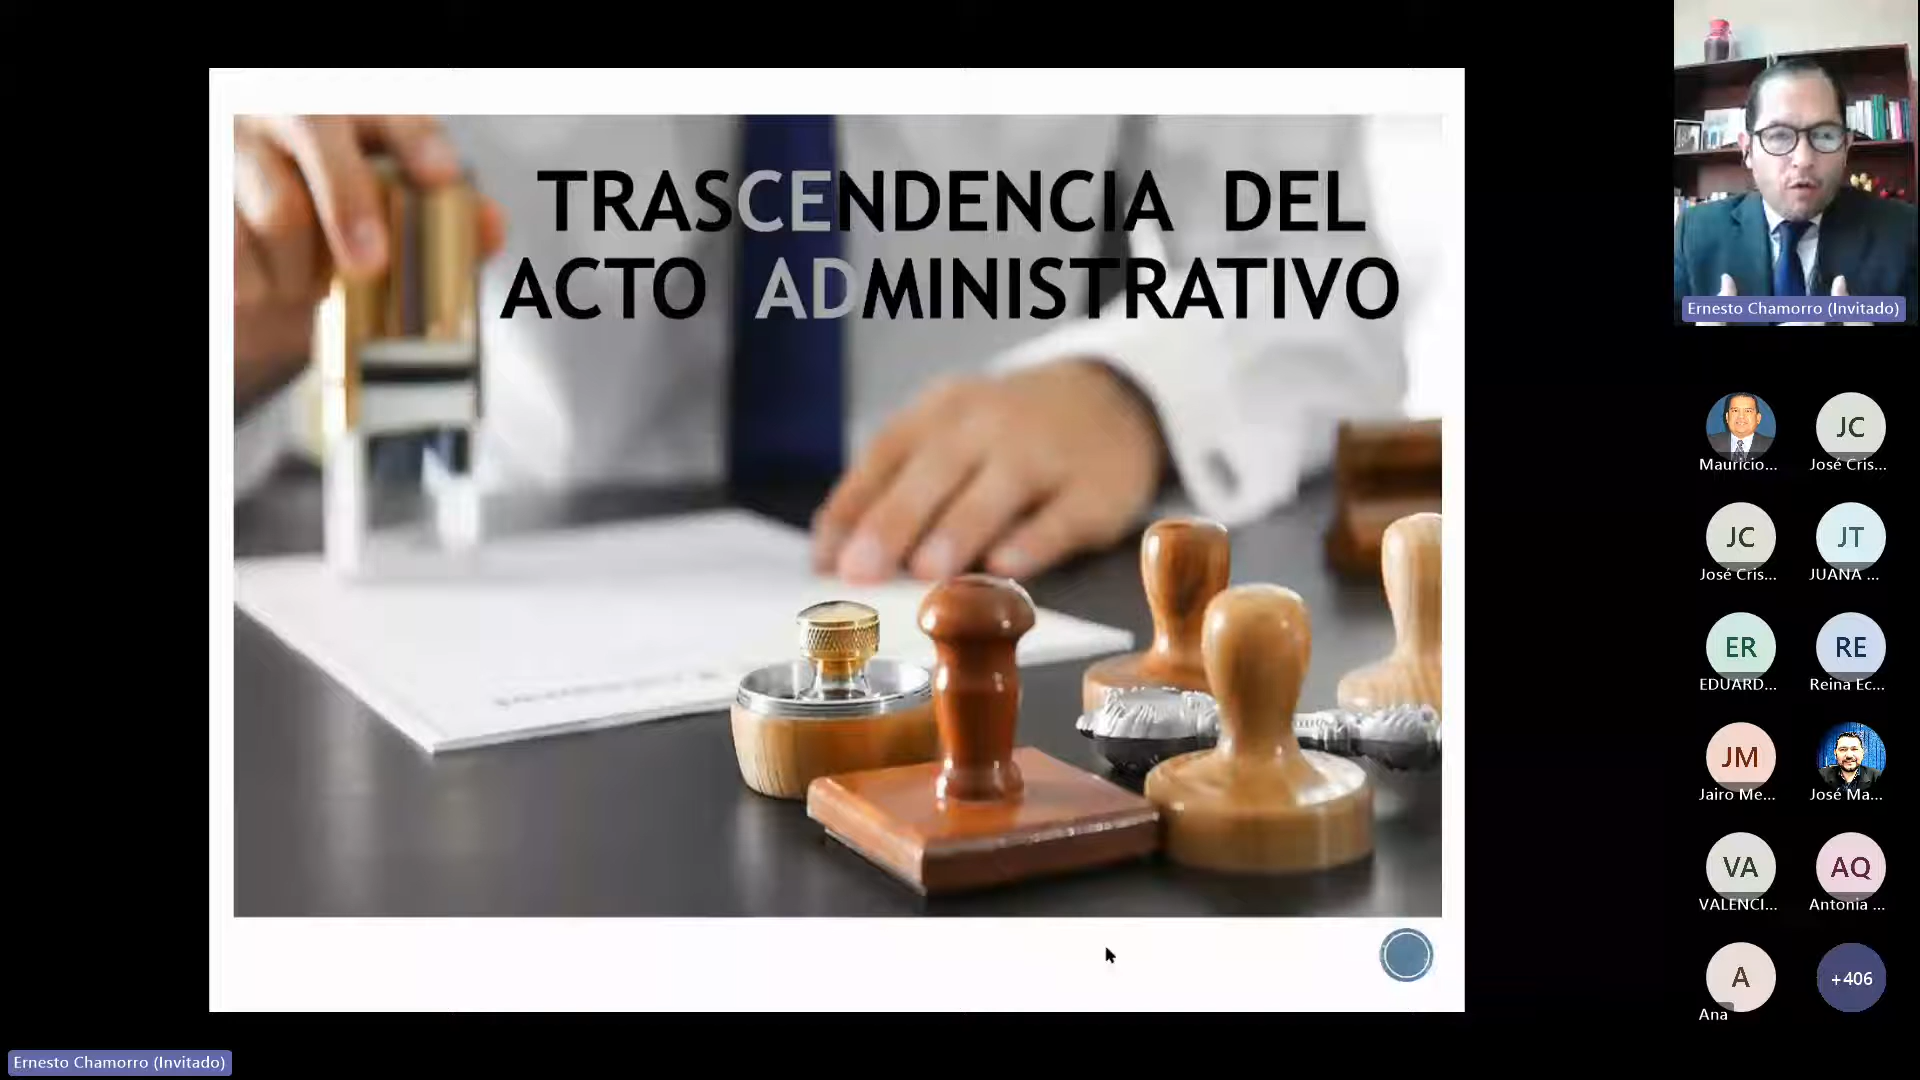 TRASCENDENCIA DEL
ACTO ADMINISTRATIVO
Ernesto Chamorro (Invitado)
Mauricio...
JC
José Cris...
JC
José Cris...
JT
JUANA ...
ER
EDUARD...
RE
Reina Ec...
JM
Jairo Me...
José Ma...
VA
VALENCI...
AQ
Antonia ...
A
Ana
+406
Ernesto Chamorro (Invitado)